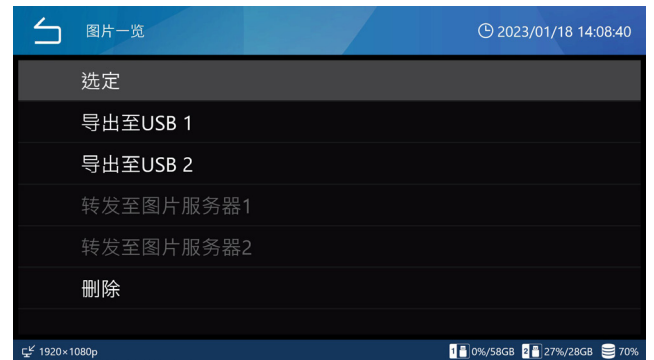 图片一览 2023/01/18 14:08:40
选定
导出至USB 1
导出至USB 2
转发至图片服务器1
转发至图片服务器2
删除
1920×1080p 1 0%/58GB 2 27%/28GB 70%